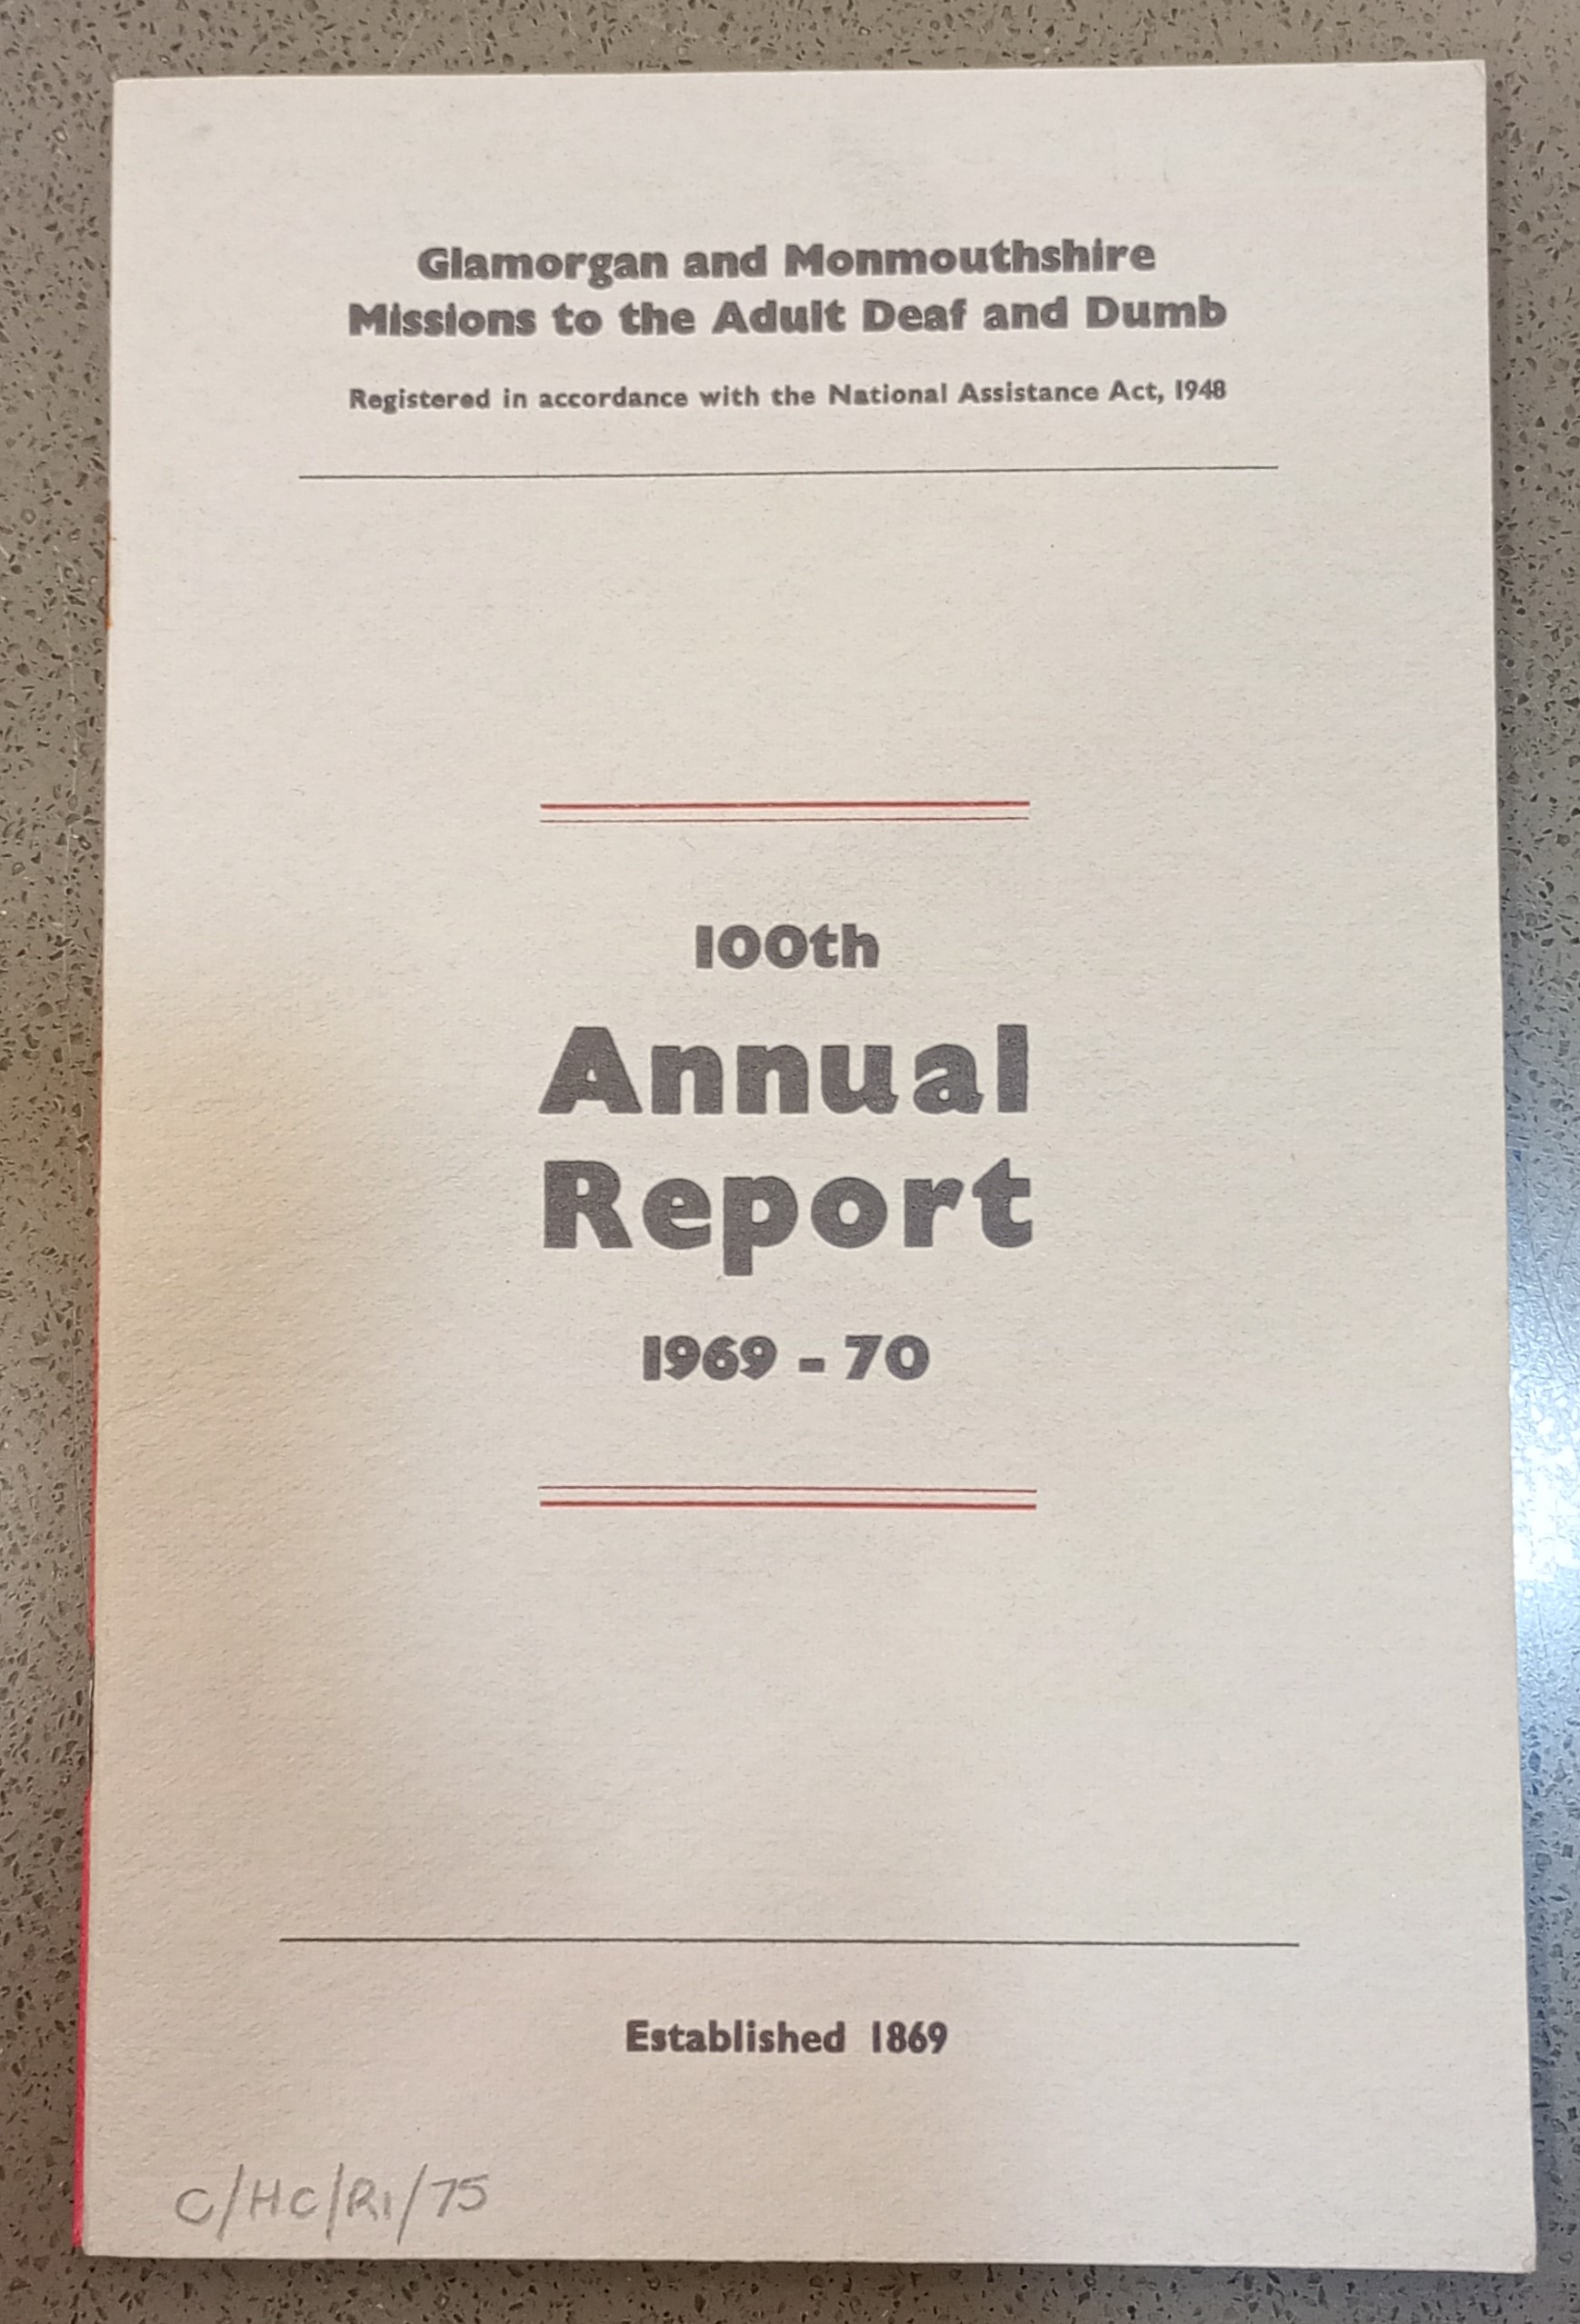 Glamorgan and Monmouthshire
Missions to the Adult Deaf and Dumb
Registered in accordance with the National Assistance Act, 1948
100th
Annual
Report
1969 - 70
Established 1869
C/HC/R1/75